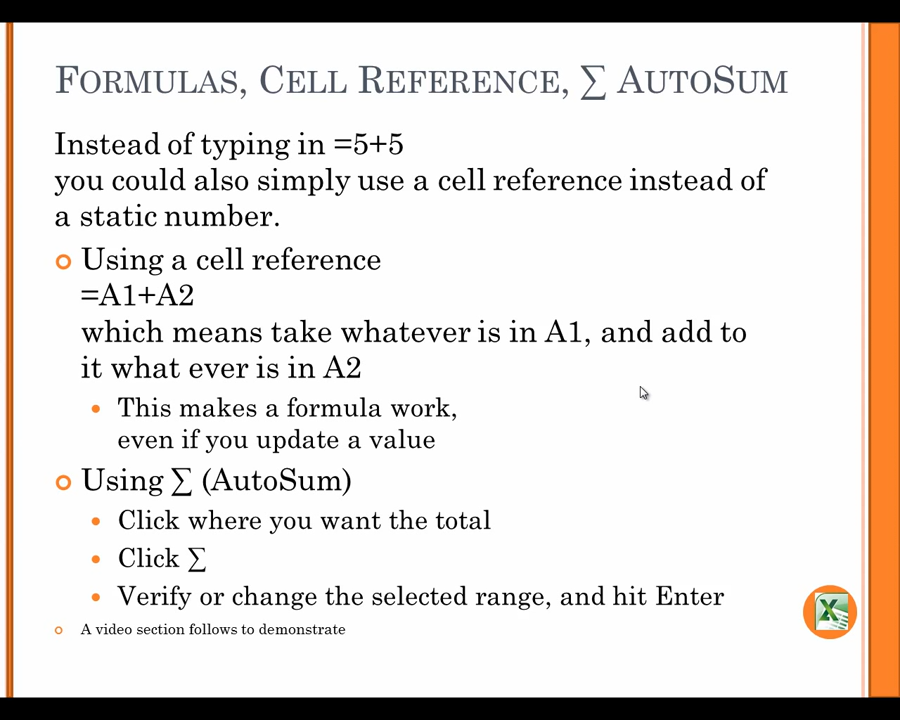 FORMULAS, CELL REFERENCE, ∑ AUTOSUM
Instead of typing in =5+5
you could also simply use a cell reference instead of
a static number.
Using a cell reference
=A1+A2
which means take whatever is in A1, and add to
it what ever is in A2
This makes a formula work,
even if you update a value
Using ∑ (AutoSum)
Click where you want the total
Click ∑
Verify or change the selected range, and hit Enter
A video section follows to demonstrate